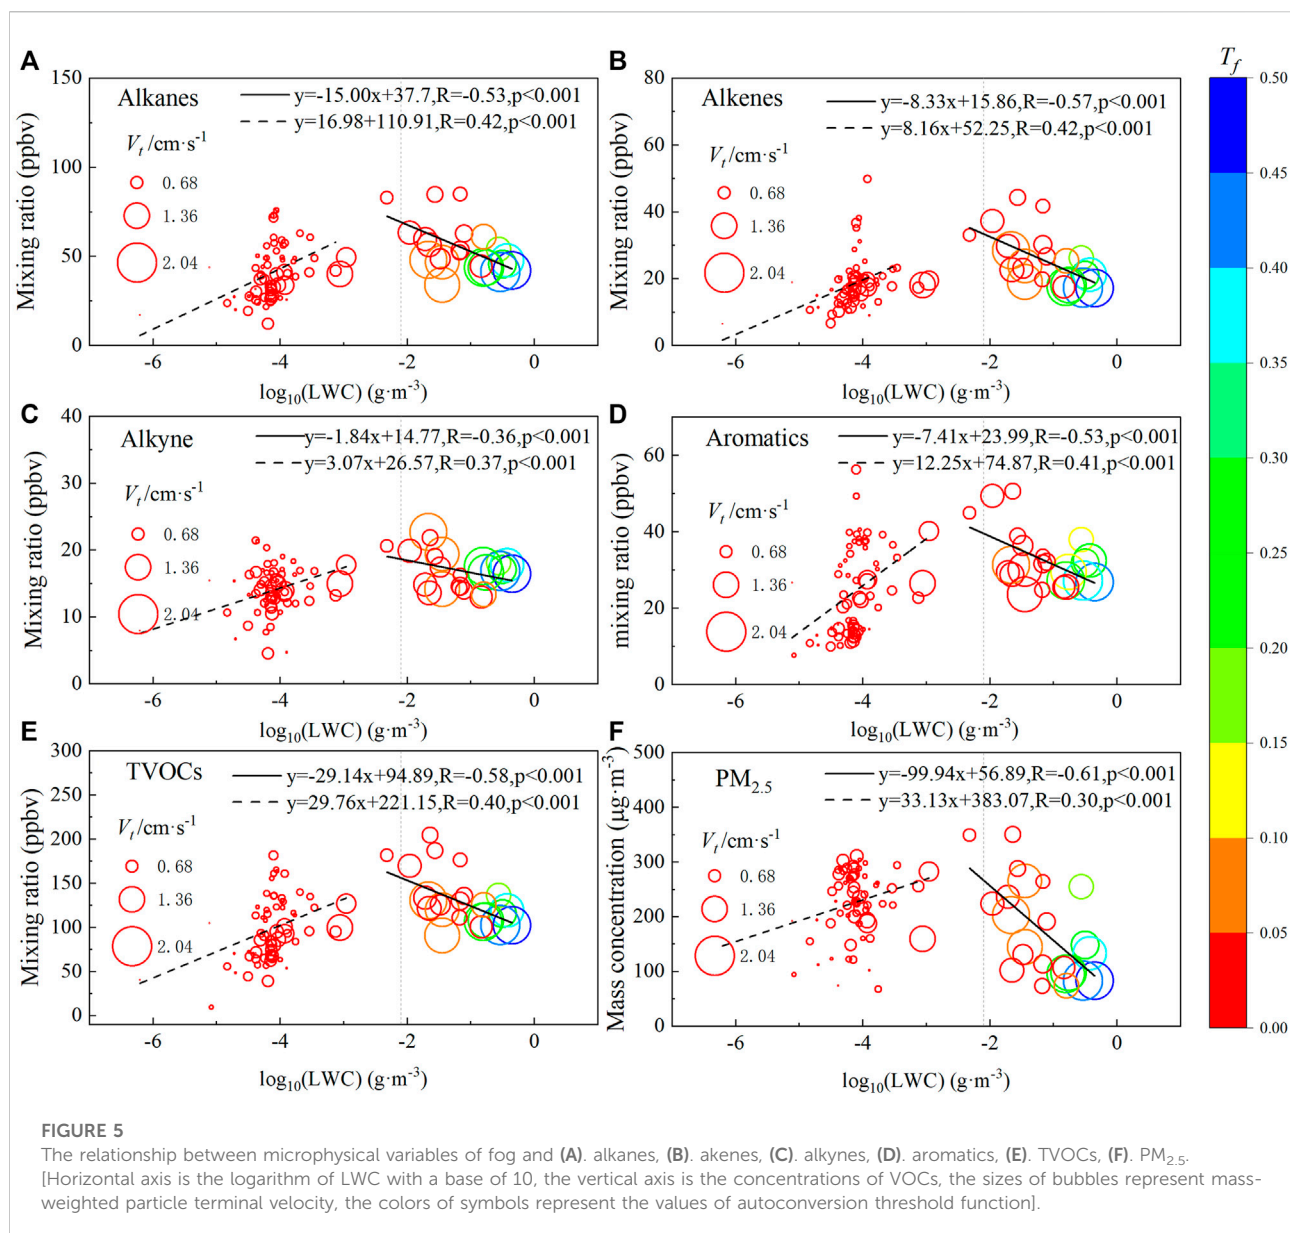 A
Alkanes
y=-15.00x+37.7,R=-0.53,p<0.001
y=16.98+110.91,R=0.42,p<0.001
Vt/cm·s-1
0.68
1.36
2.04
150
100
50
0
Mixing ratio (ppbv)
-6
-4
-2
0
log10(LWC) (g·m-3)
B
Alkenes
y=-8.33+15.86,R=-0.57,p<0.001
y=8.16+52.25,R=0.42,p<0.001
Vt/cm·s-1
0.68
1.36
2.04
80
60
40
20
0
Mixing ratio (ppbv)
-6
-4
-2
0
log10(LWC) (g·m-3)
Tf
0.50
0.45
0.40
0.35
0.30
0.25
0.20
0.15
0.10
0.05
0.00
C
Alkyne
y=-1.84x+14.77,R=-0.36,p<0.001
y=3.07x+26.57,R=0.37,p<0.001
Vt/cm·s-1
0.68
1.36
2.04
40
30
20
10
0
Mixing ratio (ppbv)
-6
-4
-2
0
log10(LWC) (g·m-3)
D
Aromatics
y=-7.41x+23.99,R=-0.53,p<0.001
y=12.25x+74.87,R=0.41,p<0.001
Vt/cm·s-1
0.68
1.36
2.04
60
40
20
0
mixing ratio (ppbv)
-6
-4
-2
0
log10(LWC) (g·m-3)
E
TVOCs
y=-29.14x+94.89,R=-0.58,p<0.001
y=29.76x+221.15,R=0.40,p<0.001
Vt/cm·s-1
0.68
1.36
2.04
300
250
200
150
100
50
0
Mixing ratio (ppbv)
-6
-4
-2
0
log10(LWC) (g·m-3)
F
PM2.5
y=-99.94x+56.89,R=-0.61,p<0.001
y=33.13x+383.07,R=0.30,p<0.001
Vt/cm·s-1
0.68
1.36
2.04
500
400
300
200
100
0
Mass concentration (μg·m-3)
-6
-4
-2
0
log10(LWC) (g·m-3)
FIGURE 5
The relationship between microphysical variables of fog and (A). alkanes, (B). akenes, (C). alkynes, (D). aromatics, (E). TVOCs, (F). PM2.5.
[Horizontal axis is the logarithm of LWC with a base of 10, the vertical axis is the concentrations of VOCs, the sizes of bubbles represent mass-
weighted particle terminal velocity, the colors of symbols represent the values of autoconversion threshold function].